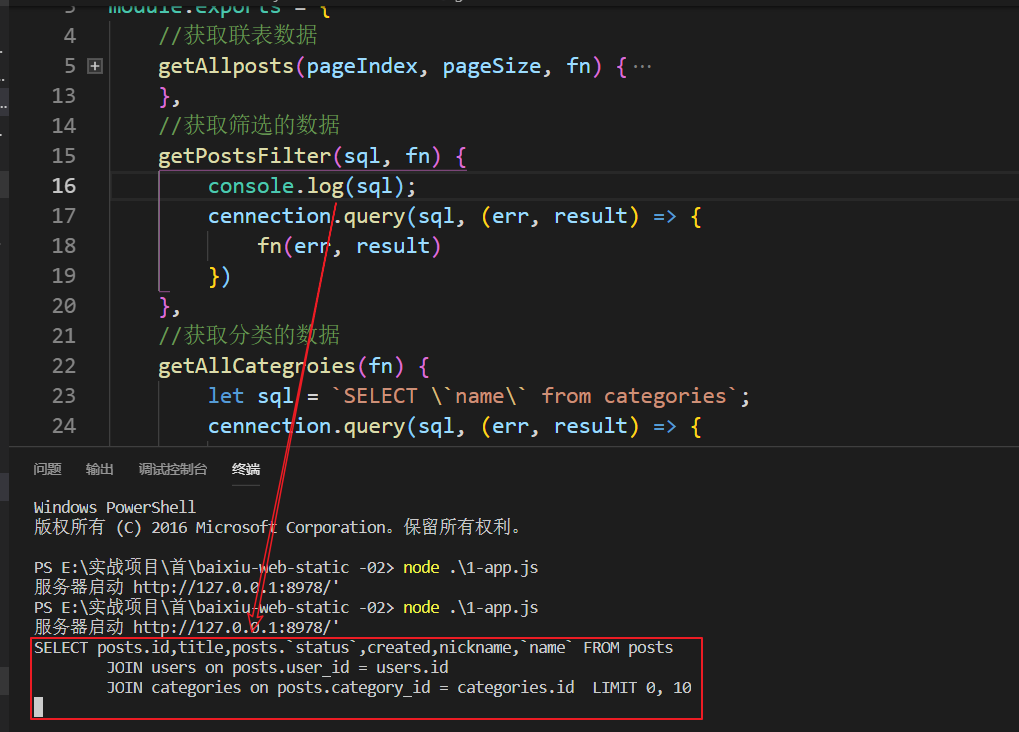 3 module.exports = {
4 //获取联表数据
5 getAllposts(pageIndex, pageSize, fn) {…
13 },
14 //获取筛选的数据
15 getPostsFilter(sql, fn) {
16 console.log(sql);
17 cennection.query(sql, (err, result) => {
18 fn(err, result)
19 })
20 },
21 //获取分类的数据
22 getAllCategroies(fn) {
23 let sql = `SELECT \`name\` from categories`;
24 cennection.query(sql, (err, result) => {
问题 输出 调试控制台 终端
Windows PowerShell
版权所有 (C) 2016 Microsoft Corporation。保留所有权利。
PS E:\实战项目\首\baixiu-web-static -02> node .\1-app.js
服务器启动 http://127.0.0.1:8978/'
PS E:\实战项目\首\baixiu-web-static -02> node .\1-app.js
服务器启动 http://127.0.0.1:8978/'
SELECT posts.id,title,posts.`status`,created,nickname,`name` FROM posts
JOIN users on posts.user_id = users.id
JOIN categories on posts.category_id = categories.id  LIMIT 0, 10